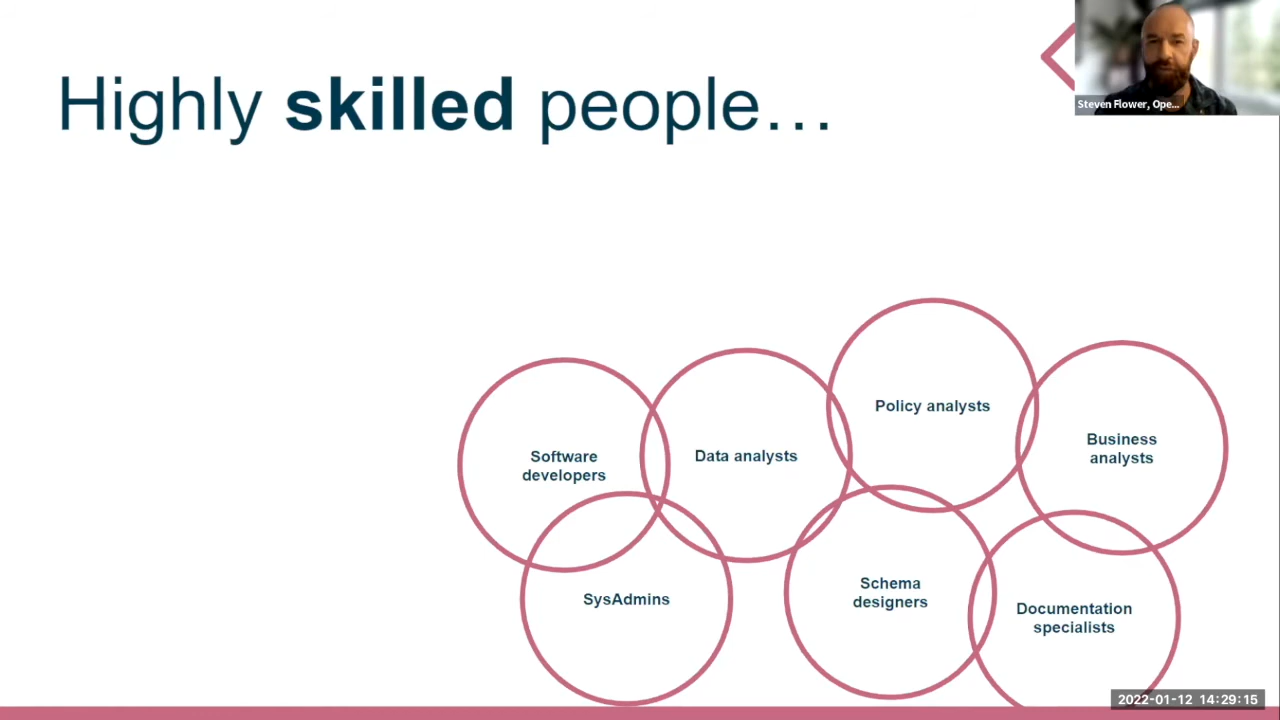 Highly skilled people…
Steven Flower, Ope...
Policy analysts
Business
analysts
Software
developers
Data analysts
Schema
designers
SysAdmins
Documentation
specialists
2022-01-12 14:29:15